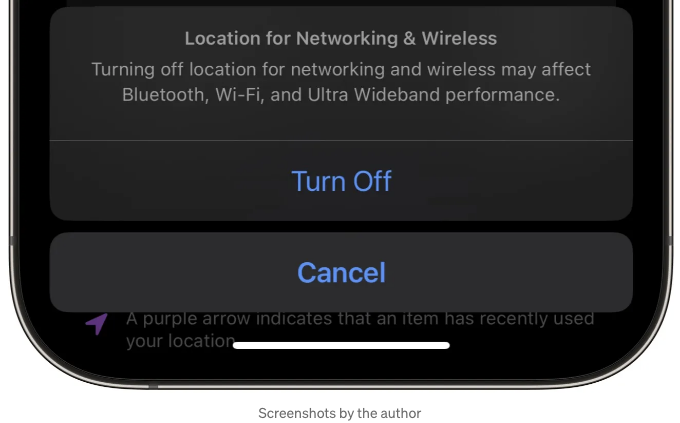 Location for Networking & Wireless
Turning off location for networking and wireless may affect
Bluetooth, Wi-Fi, and Ultra Wideband performance.
Turn Off
Cancel
A purple arrow indicates that an item has recently used
your location
Screenshots by the author